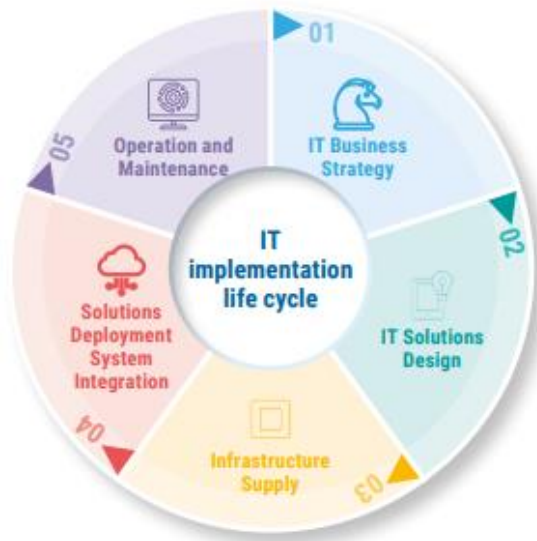 IT
implementation
life cycle
01
IT Business
Strategy
02
IT Solutions
Design
03
Infrastructure
Supply
04
Solutions
Deployment
System
Integration
05
Operation and
Maintenance